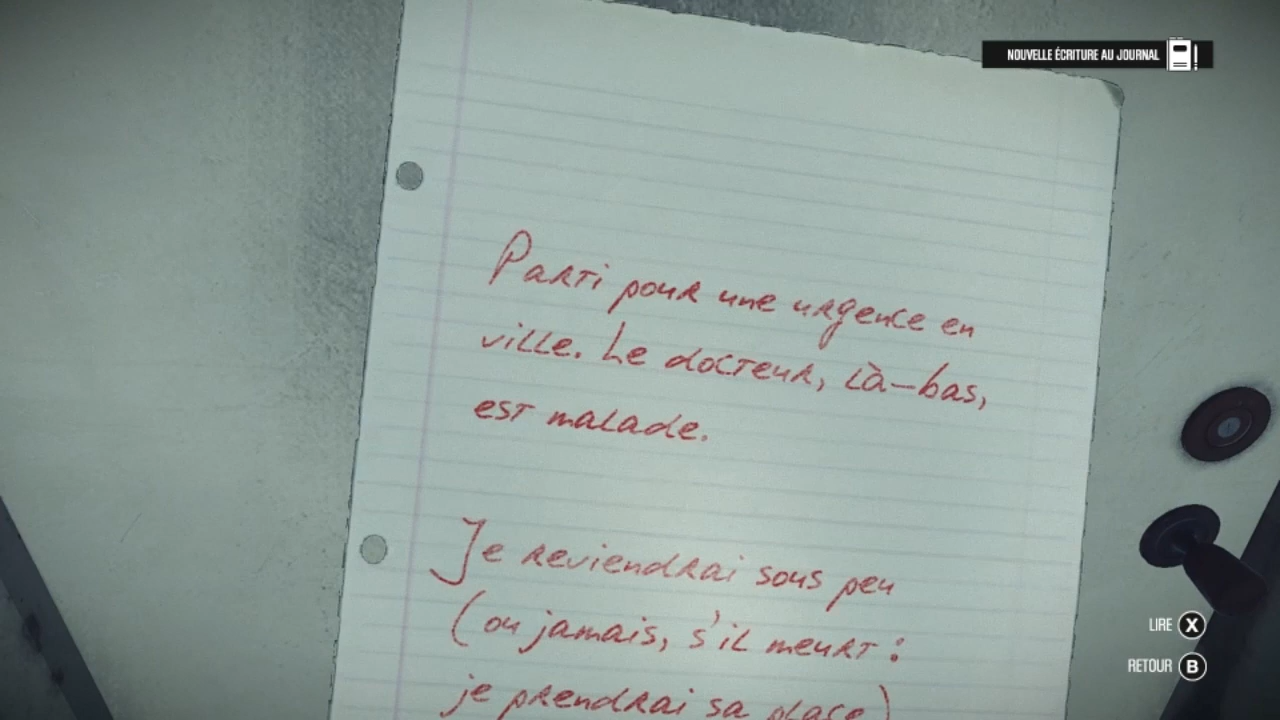 NOUVELLE ÉCRITURE AU JOURNAL
Parti pour une urgence en
ville. Le docteur, là-bas,
est malade.
Je reviendrai sous peu
(ou jamais, s'il meurt :
je prendrai sa place)
LIRE X
RETOUR B